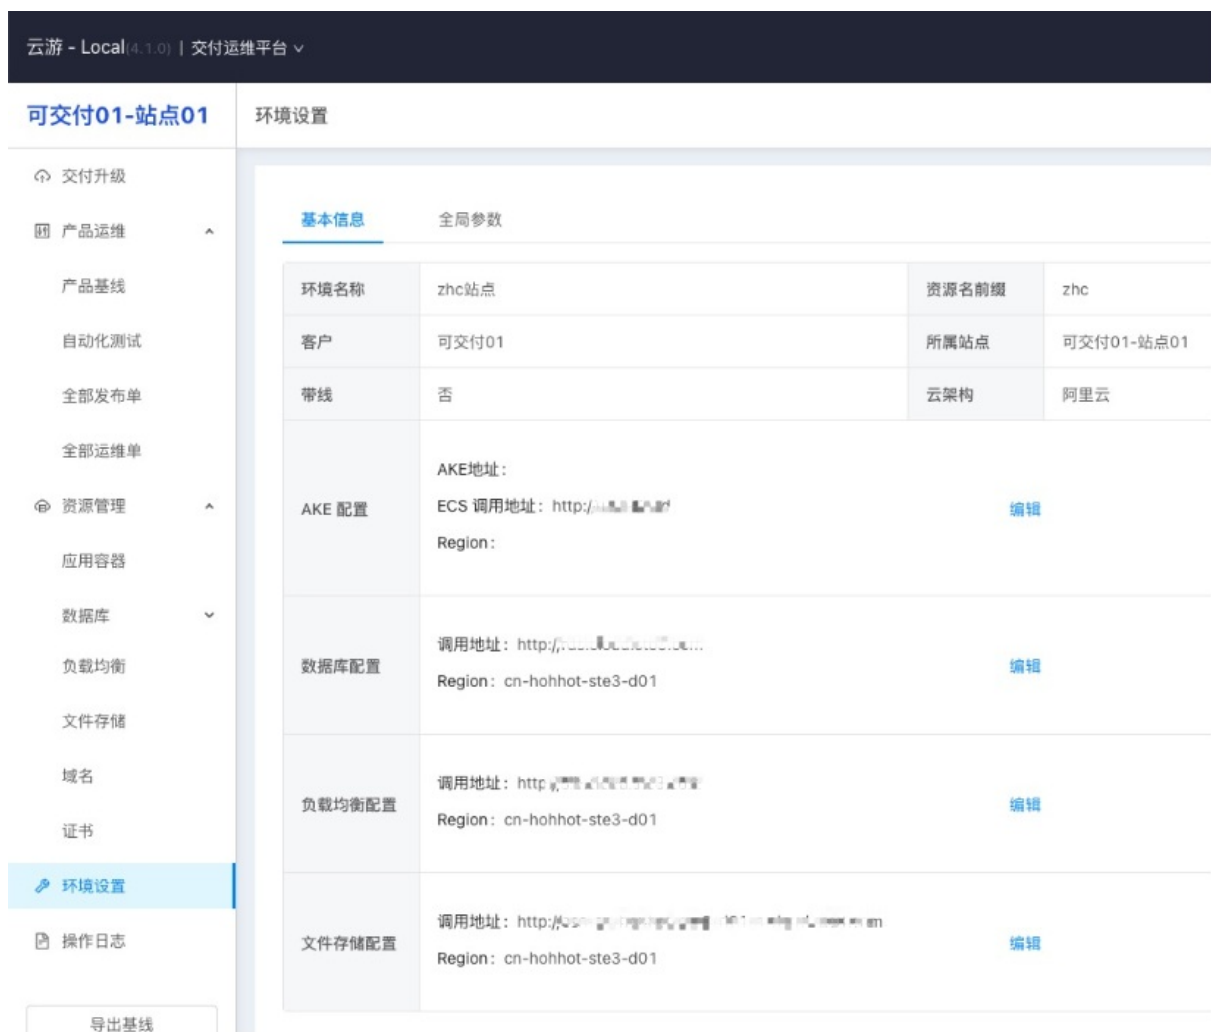 云游 - Local(4.1.0) | 交付运维平台
可交付01-站点01
环境设置
交付升级
产品运维
产品基线
自动化测试
全部发布单
全部运维单
资源管理
应用容器
数据库
负载均衡
文件存储
域名
证书
环境设置
操作日志
导出基线
基本信息 全局参数
环境名称 zhc站点 资源名前缀 zhc
客户 可交付01 所属站点 可交付01-站点01
带线 否 云架构 阿里云
AKE 配置
AKE地址：
ECS 调用地址：http:/
Region：
编辑
数据库配置
调用地址：http:/
Region：cn-hohhot-ste3-d01
编辑
负载均衡配置
调用地址：http
Region：cn-hohhot-ste3-d01
编辑
文件存储配置
调用地址：http:/
Region：cn-hohhot-ste3-d01
编辑